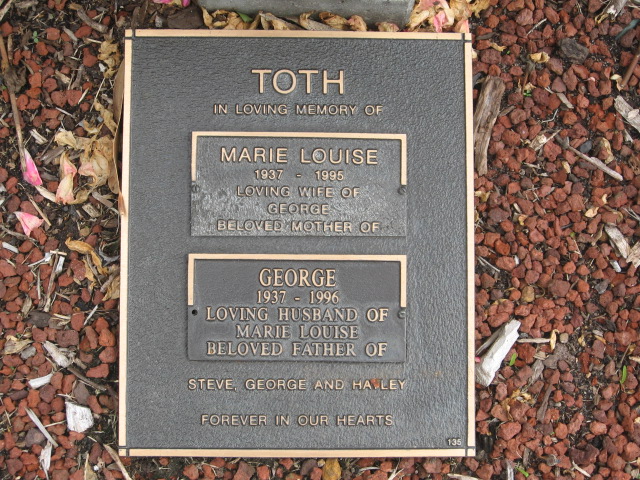 TOTH
IN LOVING MEMORY OF
MARIE LOUISE
1937 - 1995
LOVING WIFE OF
GEORGE
BELOVED MOTHER OF
GEORGE
1937 - 1996
LOVING HUSBAND OF
MARIE LOUISE
BELOVED FATHER OF
STEVE, GEORGE AND HAYLEY
FOREVER IN OUR HEARTS
135